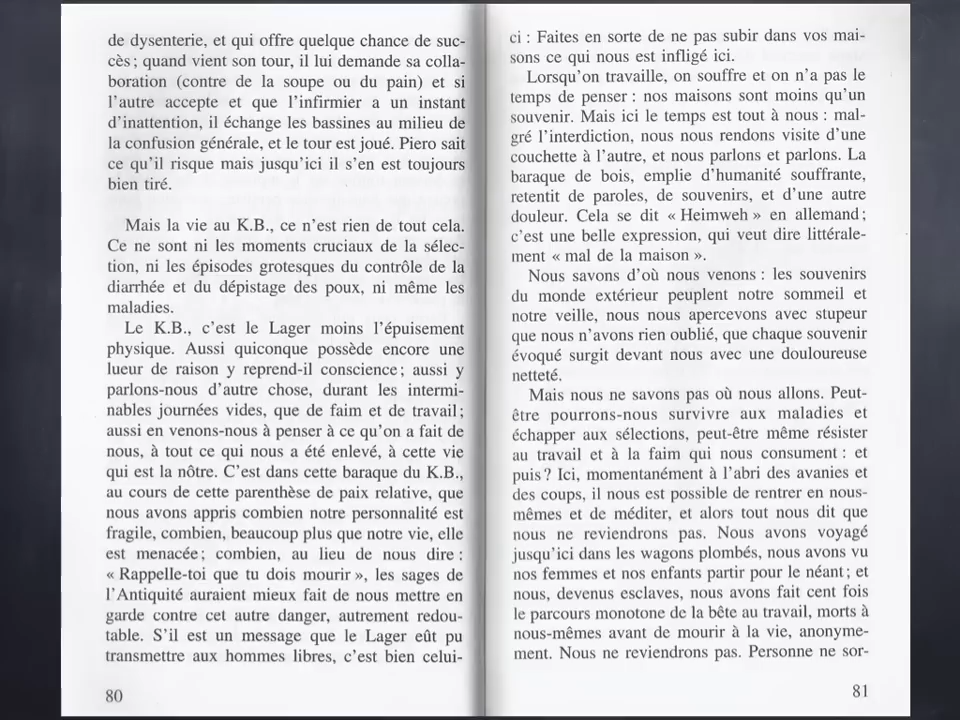 de dysenterie, et qui offre quelque chance de suc-
cès ; quand vient son tour, il lui demande sa colla-
boration (contre de la soupe ou du pain) et si
l'autre accepte et que l'infirmier a un instant
d'inattention, il échange les bassines au milieu de
la confusion générale, et le tour est joué. Piero sait
ce qu'il risque mais jusqu'ici il s'en est toujours
bien tiré.
Mais la vie au K.B., ce n'est rien de tout cela.
Ce ne sont ni les moments cruciaux de la sélec-
tion, ni les épisodes grotesques du contrôle de la
diarrhée et du dépistage des poux, ni même les
maladies.
Le K.B., c'est le Lager moins l'épuisement
physique. Aussi quiconque possède encore une
lueur de raison y reprend-il conscience ; aussi y
parlons-nous d'autre chose, durant les intermi-
nables journées vides, que de faim et de travail ;
aussi en venons-nous à penser à ce qu'on a fait de
nous, à tout ce qui nous a été enlevé, à cette vie
qui est la nôtre. C'est dans cette baraque du K.B.,
au cours de cette parenthèse de paix relative, que
nous avons appris combien notre personnalité est
fragile, combien, beaucoup plus que notre vie, elle
est menacée ; combien, au lieu de nous dire :
« Rappelle-toi que tu dois mourir », les sages de
l'Antiquité auraient mieux fait de nous mettre en
garde contre cet autre danger, autrement redou-
table. S'il est un message que le Lager eût pu
transmettre aux hommes libres, c'est bien celui-
80
ci : Faites en sorte de ne pas subir dans vos mai-
sons ce qui nous est infligé ici.
Lorsqu'on travaille, on souffre et on n'a pas le
temps de penser : nos maisons sont moins qu'un
souvenir. Mais ici le temps est tout à nous : mal-
gré l'interdiction, nous nous rendons visite d'une
couchette à l'autre, et nous parlons et parlons. La
baraque de bois, emplie d'humanité souffrante,
retentit de paroles, de souvenirs, et d'une autre
douleur. Cela se dit « Heimweh » en allemand ;
c'est une belle expression, qui veut dire littérale-
ment « mal de la maison ».
Nous savons d'où nous venons : les souvenirs
du monde extérieur peuplent notre sommeil et
notre veille, nous nous apercevons avec stupeur
que nous n'avons rien oublié, que chaque souvenir
évoqué surgit devant nous avec une douloureuse
netteté.
Mais nous ne savons pas où nous allons. Peut-
être pourrons-nous survivre aux maladies et
échapper aux sélections, peut-être même résister
au travail et à la faim qui nous consument : et
puis ? Ici, momentanément à l'abri des avanies et
des coups, il nous est possible de rentrer en nous-
mêmes et de méditer, et alors tout nous dit que
nous ne reviendrons pas. Nous avons voyagé
jusqu'ici dans les wagons plombés, nous avons vu
nos femmes et nos enfants partir pour le néant ; et
nous, devenus esclaves, nous avons fait cent fois
le parcours monotone de la bête au travail, morts à
nous-mêmes avant de mourir à la vie, anonyme-
ment. Nous ne reviendrons pas. Personne ne sor-
81